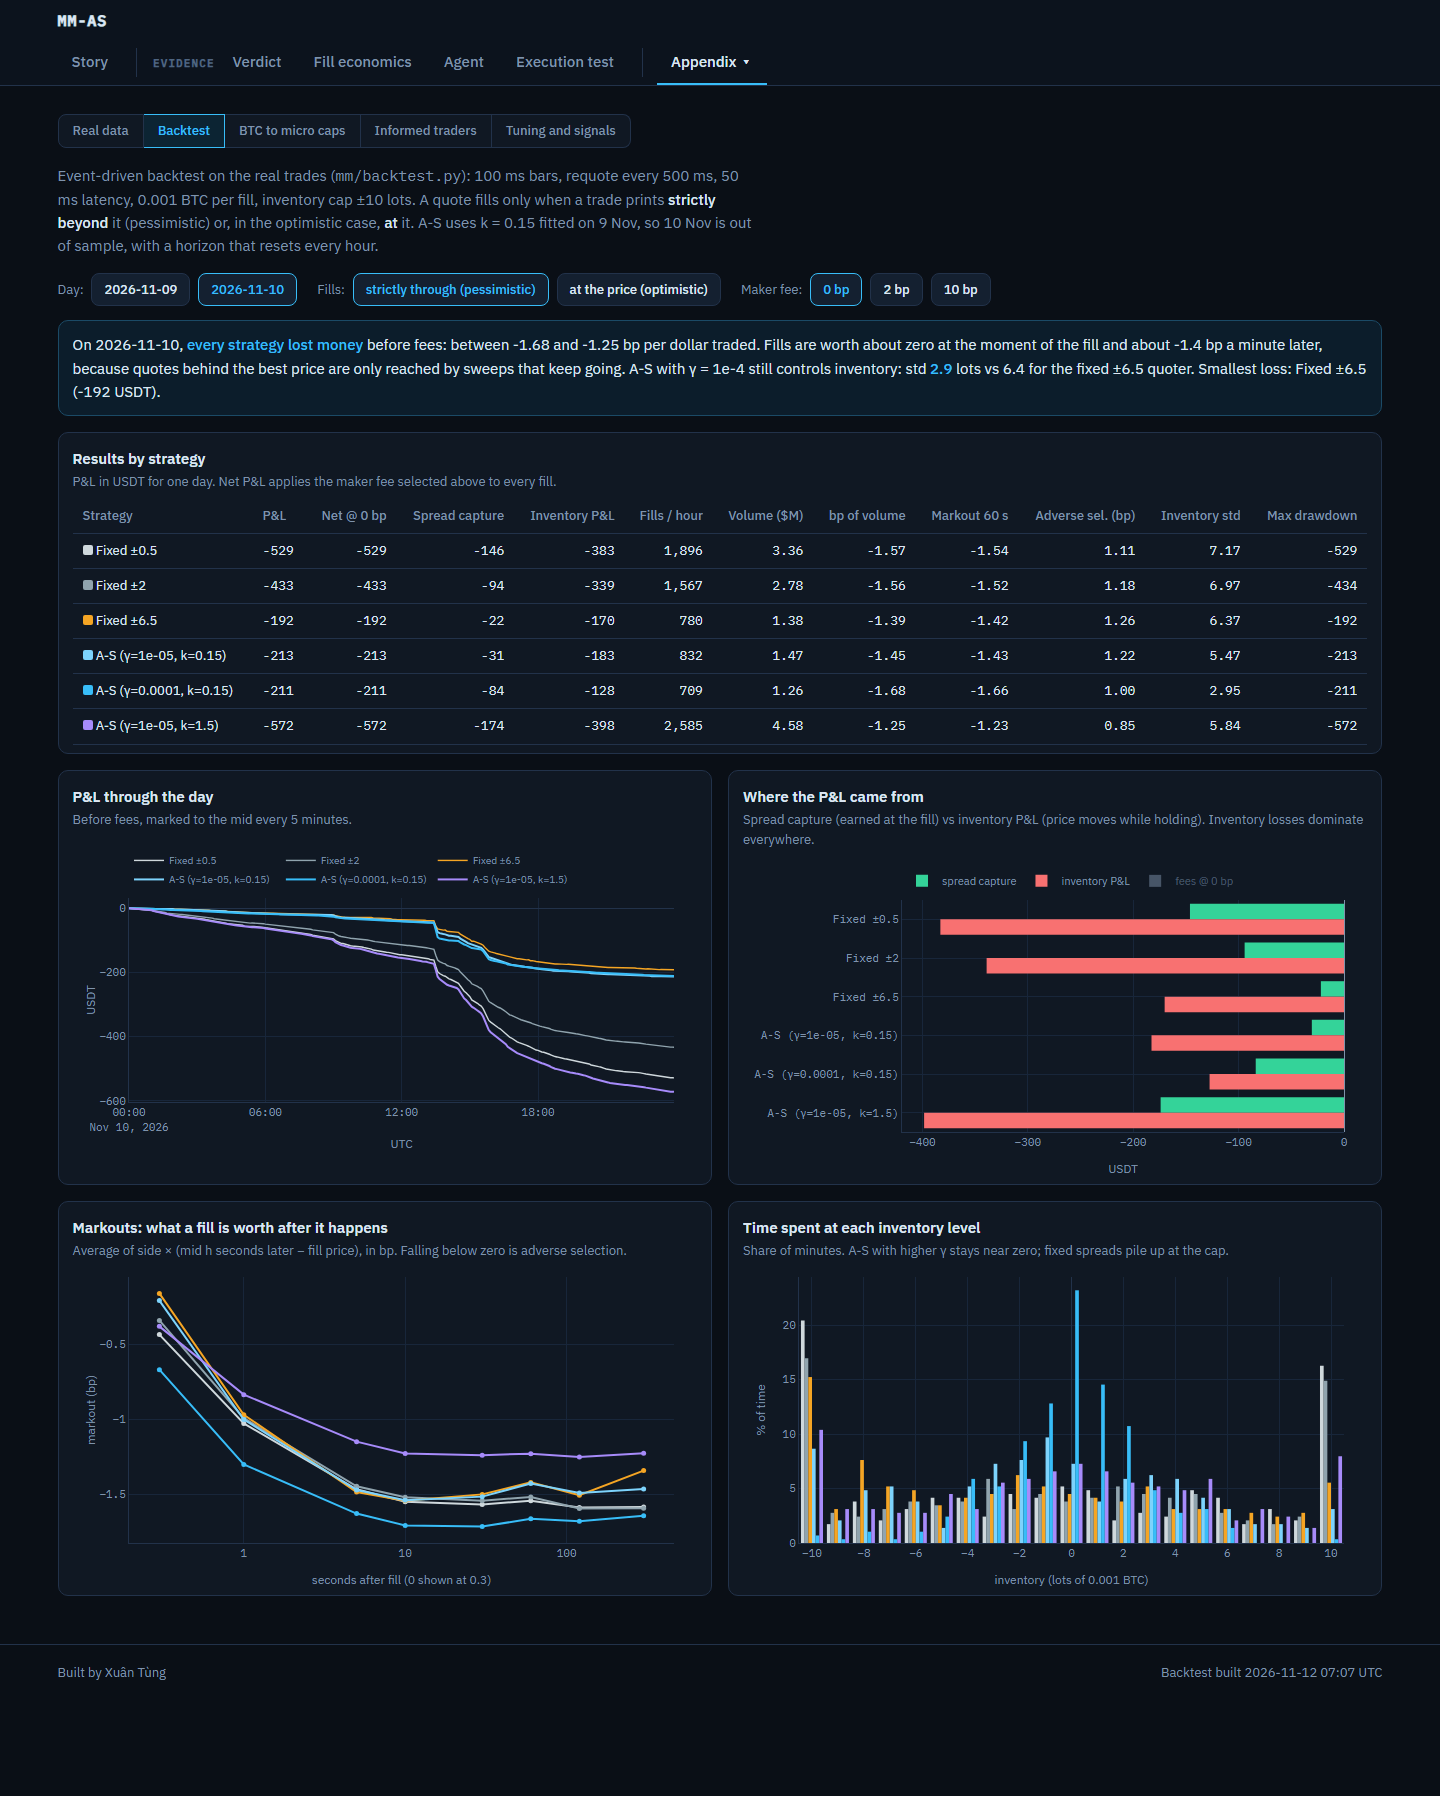 MM-AS
Story EVIDENCE Verdict Fill economics Agent Execution test Appendix ▾
Real data Backtest BTC to micro caps Informed traders Tuning and signals
Event-driven backtest on the real trades (mm/backtest.py): 100 ms bars, requote every 500 ms, 50
ms latency, 0.001 BTC per fill, inventory cap ±10 lots. A quote fills only when a trade prints strictly
beyond it (pessimistic) or, in the optimistic case, at it. A-S uses k = 0.15 fitted on 9 Nov, so 10 Nov is out
of sample, with a horizon that resets every hour.
Day: 2026-11-09 2026-11-10 Fills: strictly through (pessimistic) at the price (optimistic) Maker fee: 0 bp 2 bp 10 bp
On 2026-11-10, every strategy lost money before fees: between -1.68 and -1.25 bp per dollar traded. Fills are worth about zero at the moment of the fill and about -1.4 bp a minute later,
because quotes behind the best price are only reached by sweeps that keep going. A-S with γ = 1e-4 still controls inventory: std 2.9 lots vs 6.4 for the fixed ±6.5 quoter. Smallest loss: Fixed ±6.5
(-192 USDT).
Results by strategy
P&L in USDT for one day. Net P&L applies the maker fee selected above to every fill.
Strategy P&L Net @ 0 bp Spread capture Inventory P&L Fills / hour Volume ($M) bp of volume Markout 60 s Adverse sel. (bp) Inventory std Max drawdown
Fixed ±0.5 -529 -529 -146 -383 1,896 3.36 -1.57 -1.54 1.11 7.17 -529
Fixed ±2 -433 -433 -94 -339 1,567 2.78 -1.56 -1.52 1.18 6.97 -434
Fixed ±6.5 -192 -192 -22 -170 780 1.38 -1.39 -1.42 1.26 6.37 -192
A-S (γ=1e-05, k=0.15) -213 -213 -31 -183 832 1.47 -1.45 -1.43 1.22 5.47 -213
A-S (γ=0.0001, k=0.15) -211 -211 -84 -128 709 1.26 -1.68 -1.66 1.00 2.95 -211
A-S (γ=1e-05, k=1.5) -572 -572 -174 -398 2,585 4.58 -1.25 -1.23 0.85 5.84 -572
P&L through the day
Before fees, marked to the mid every 5 minutes.
Fixed ±0.5 Fixed ±2 Fixed ±6.5
A-S (γ=1e-05, k=0.15) A-S (γ=0.0001, k=0.15) A-S (γ=1e-05, k=1.5)
0
−200
−400
−600
USDT
00:00 06:00 12:00 18:00
Nov 10, 2026
UTC
Where the P&L came from
Spread capture (earned at the fill) vs inventory P&L (price moves while holding). Inventory losses dominate
everywhere.
spread capture inventory P&L fees @ 0 bp
Fixed ±0.5
Fixed ±2
Fixed ±6.5
A-S (γ=1e-05, k=0.15)
A-S (γ=0.0001, k=0.15)
A-S (γ=1e-05, k=1.5)
−400 −300 −200 −100 0
USDT
Markouts: what a fill is worth after it happens
Average of side × (mid h seconds later − fill price), in bp. Falling below zero is adverse selection.
−0.5
−1
−1.5
markout (bp)
1 10 100
seconds after fill (0 shown at 0.3)
Time spent at each inventory level
Share of minutes. A-S with higher γ stays near zero; fixed spreads pile up at the cap.
20
15
10
5
0
% of time
−10 −8 −6 −4 −2 0 2 4 6 8 10
inventory (lots of 0.001 BTC)
Built by Xuân Tùng Backtest built 2026-11-12 07:07 UTC